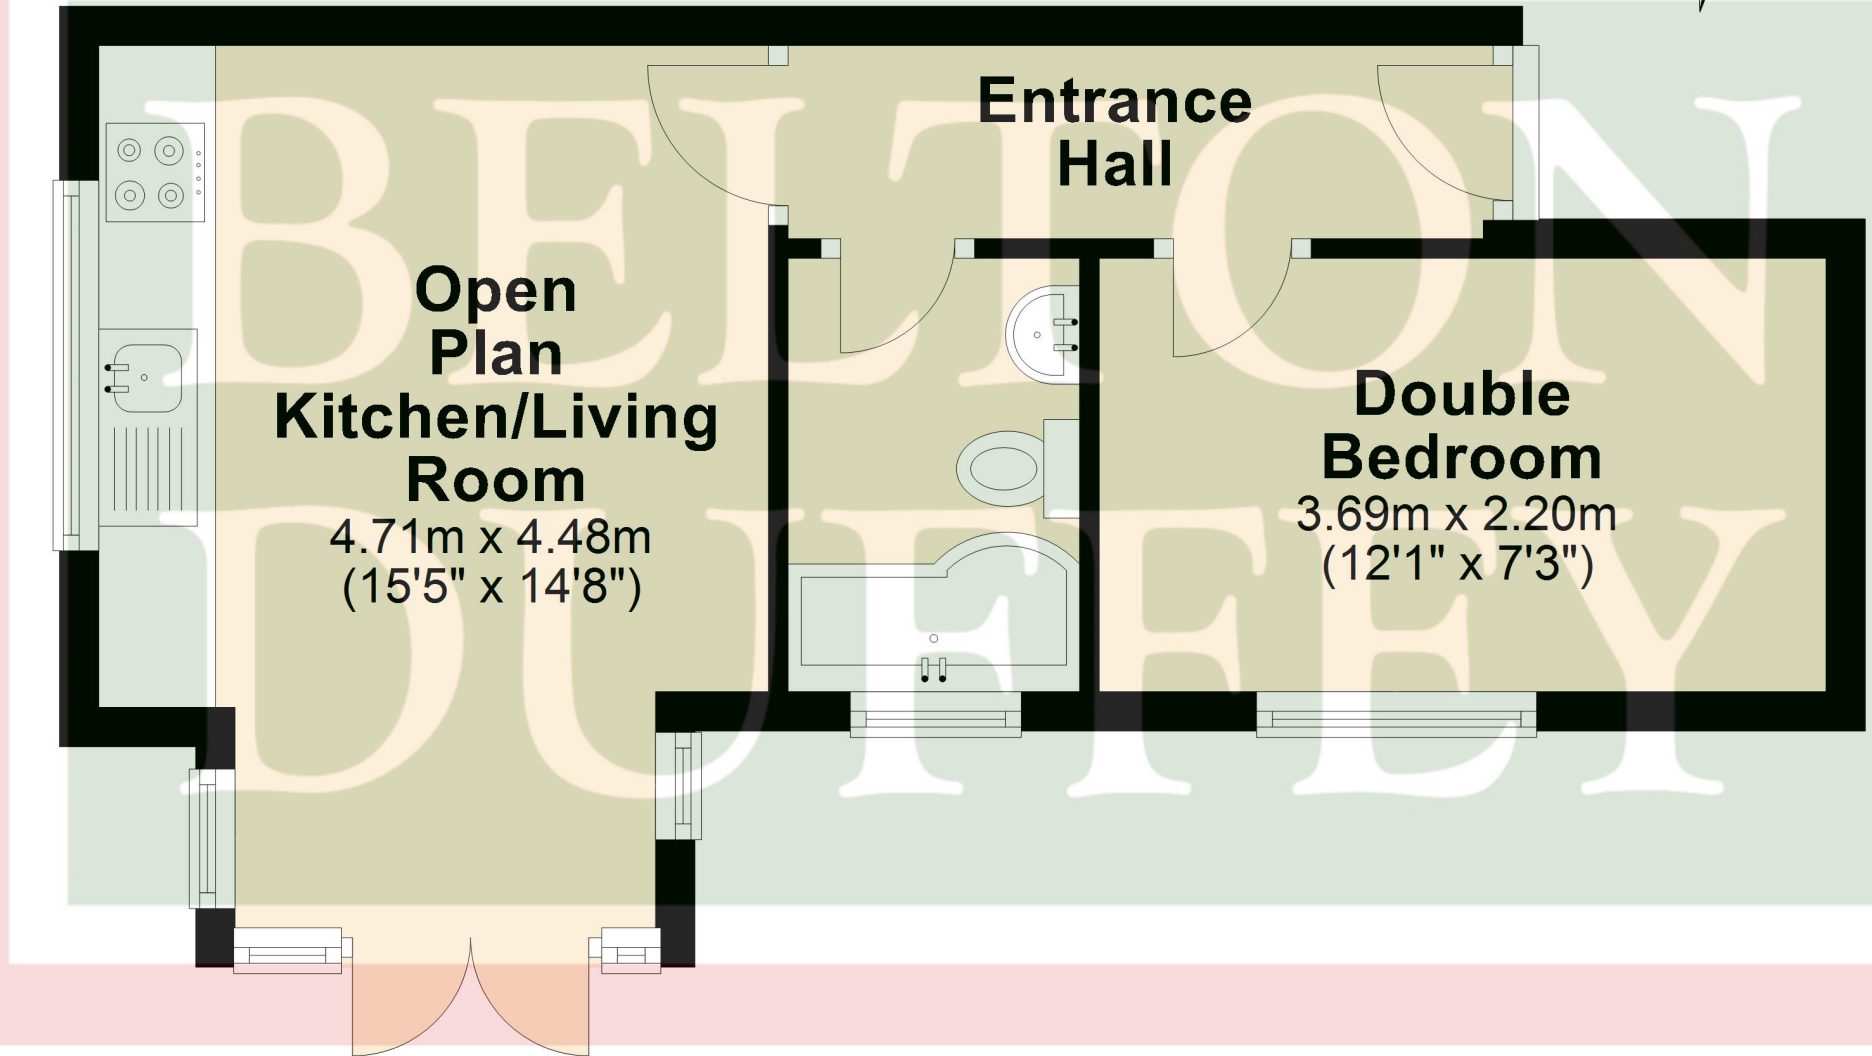 Entrance
Hall
Open
Plan
Kitchen/Living
Room
4.71m x 4.48m
(15'5" x 14'8")
Double
Bedroom
3.69m x 2.20m
(12'1" x 7'3")
BELTON
DUFFEY